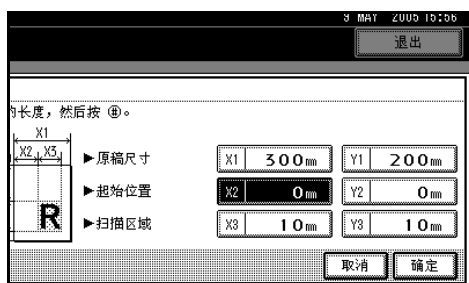 9 MAY 2005 15:56
退出
的长度，然后按 ⊞。
X1
X2 X3
R
▶原稿尺寸 X1 300mm Y1 200mm
▶起始位置 X2 0mm Y2 0mm
▶扫描区域 X3 10mm Y3 10mm
取消 确定